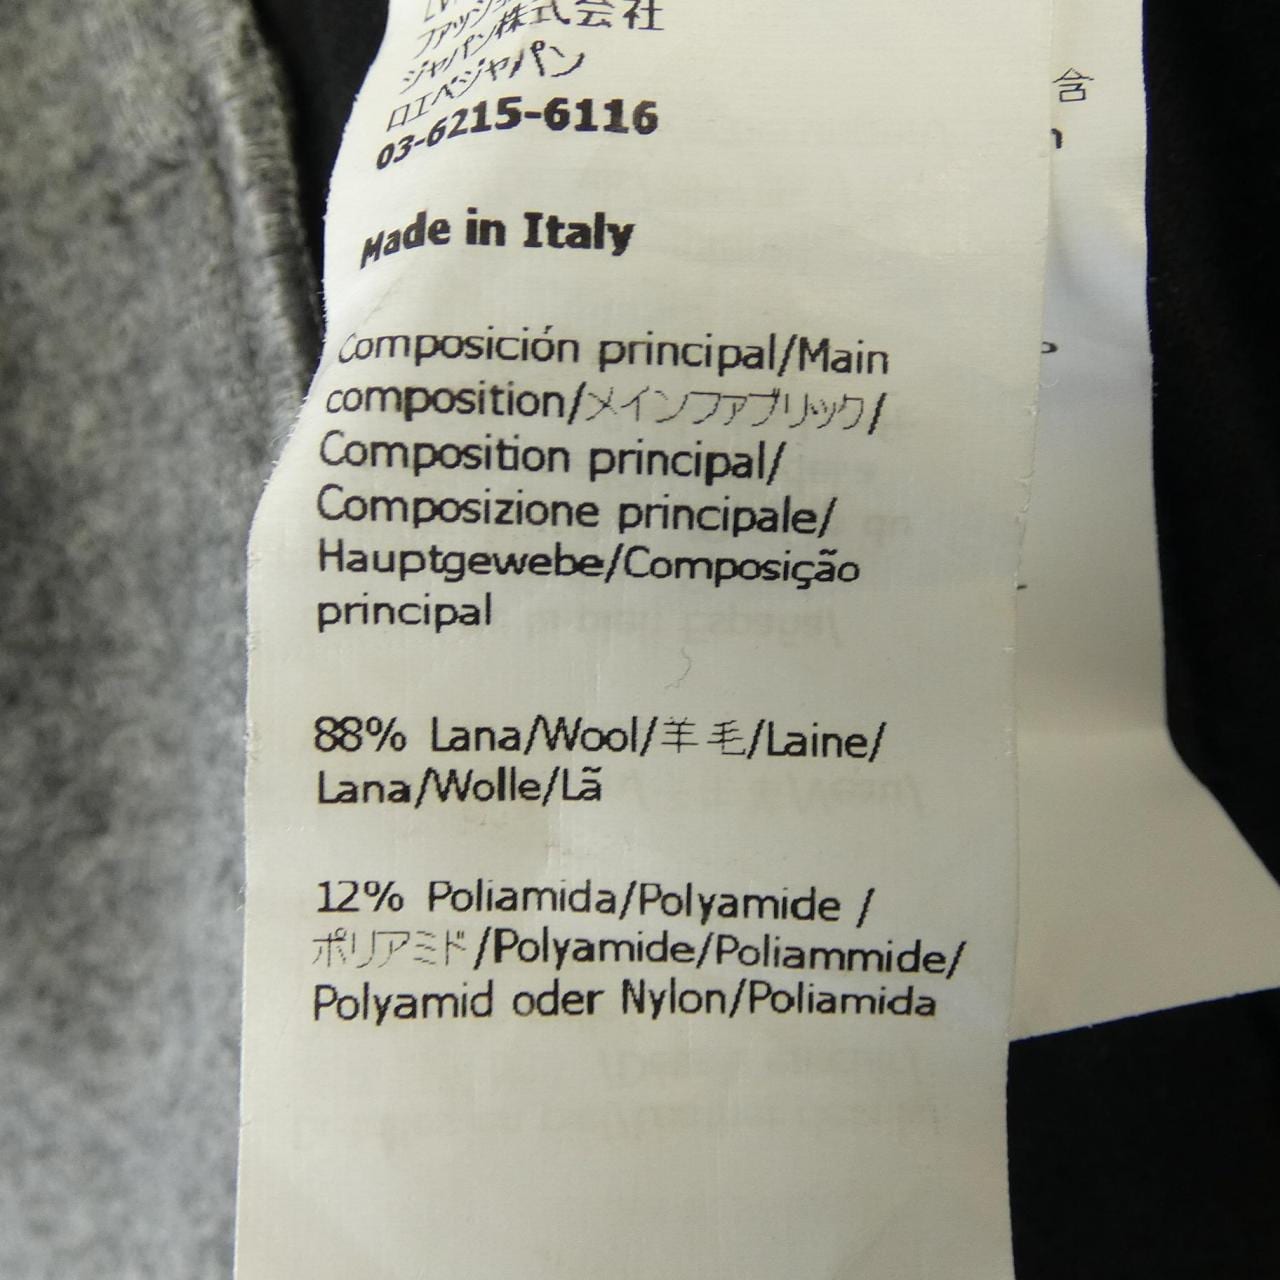 ファッション
ジャパン株式会社
ロエベジャパン
03-6215-6116
Made in Italy
Composición principal/Main
composition/メインファブリック/
Composition principal/
Composizione principale/
Hauptgewebe/Composição
principal
88% Lana/Wool/羊毛/Laine/
Lana/Wolle/Lã
12% Poliamida/Polyamide /
ポリアミド/Polyamide/Poliammide/
Polyamid oder Nylon/Poliamida
含